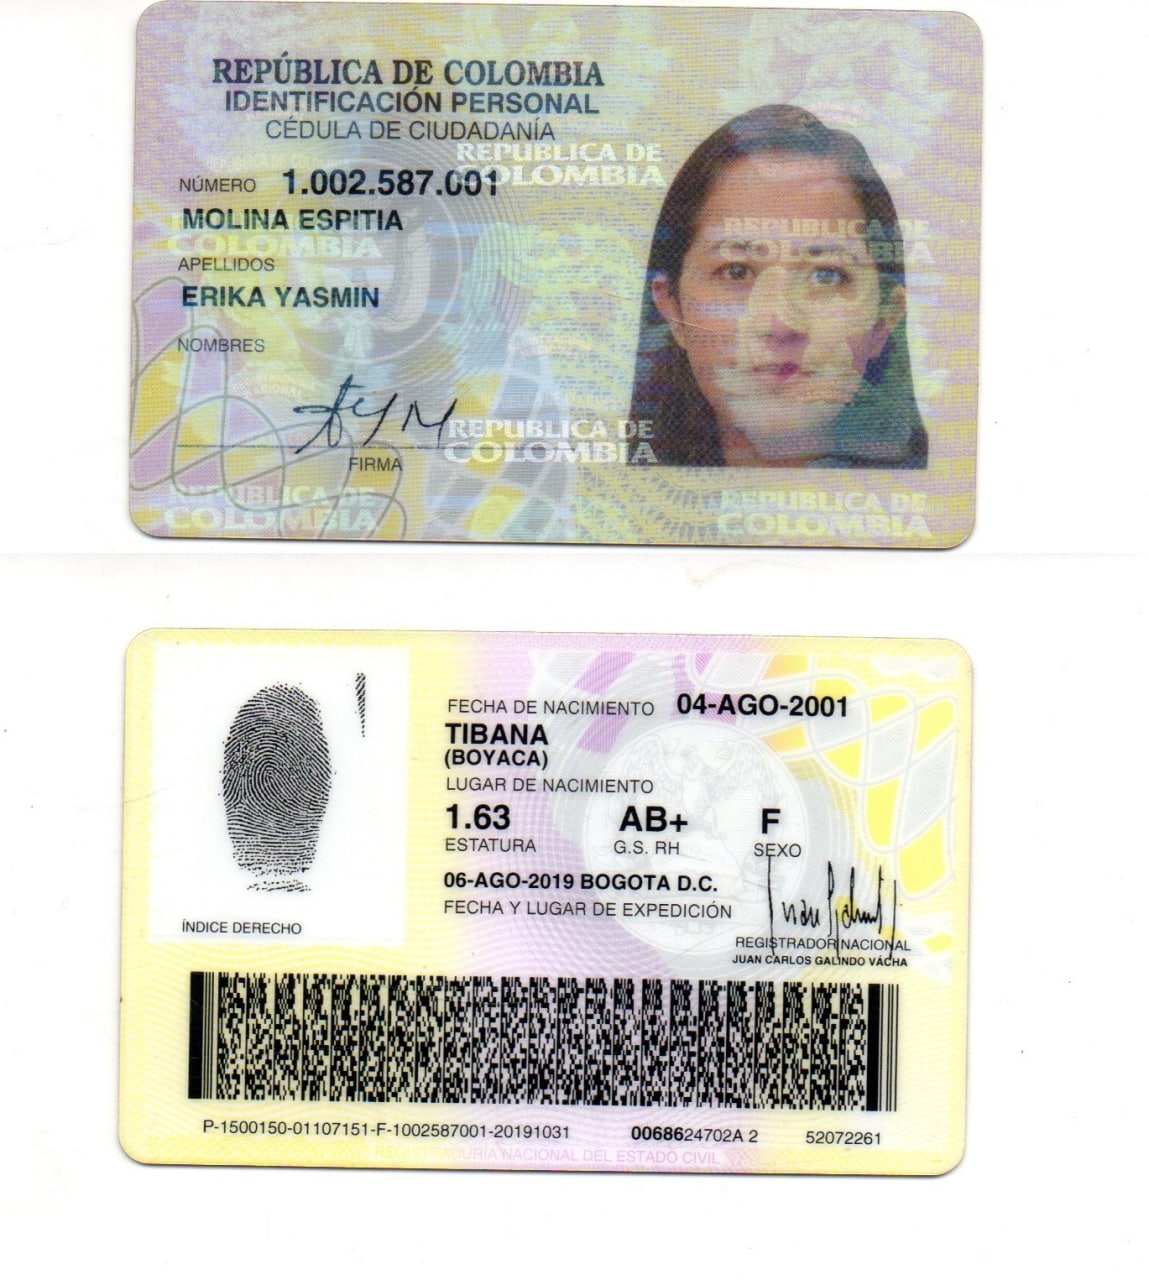 REPÚBLICA DE COLOMBIA
IDENTIFICACIÓN PERSONAL
CÉDULA DE CIUDADANÍA
NÚMERO 1.002.587.001
MOLINA ESPITIA
APELLIDOS
ERIKA YASMIN
NOMBRES
FIRMA
REPUBLICA DE
COLOMBIA
REPUBLICA DE
COLOMBIA
REPUBLICA DE
COLOMBIA
REPUBLICA DE
COLOMBIA
REPUBLICA DE
COLOMBIA
FECHA DE NACIMIENTO 04-AGO-2001
TIBANA
(BOYACA)
LUGAR DE NACIMIENTO
1.63 AB+ F
ESTATURA G.S. RH SEXO
06-AGO-2019 BOGOTA D.C.
FECHA Y LUGAR DE EXPEDICIÓN
ÍNDICE DERECHO
REGISTRADOR NACIONAL
JUAN CARLOS GALINDO VÁCHA
P-1500150-01107151-F-1002587001-20191031 0068624702A 2 52072261
REGISTRADURÍA NACIONAL DEL ESTADO CIVIL